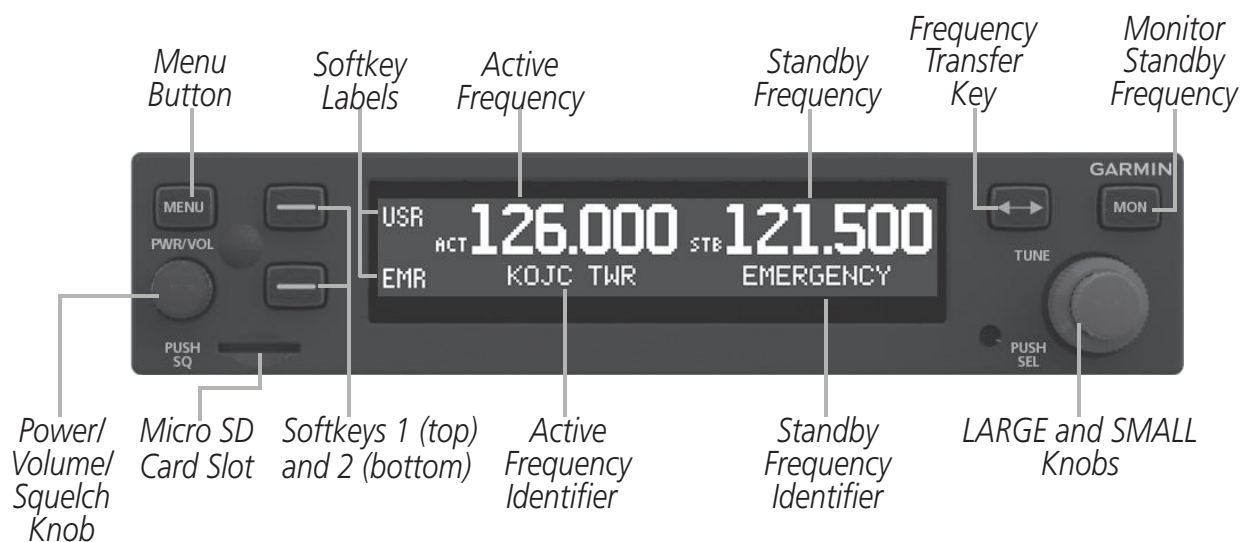 Menu
Button
Softkey
Labels
Active
Frequency
Standby
Frequency
Frequency
Transfer
Key
Monitor
Standby
Frequency
GARMIN
MENU
PWR/VOL
PUSH
SQ
USR
ACT 126.000
STB 121.500
EMR
KOJC TWR
EMERGENCY
MON
TUNE
PUSH
SEL
Power/
Volume/
Squelch
Knob
Micro SD
Card Slot
Softkeys 1 (top)
and 2 (bottom)
Active
Frequency
Identifier
Standby
Frequency
Identifier
LARGE and SMALL
Knobs